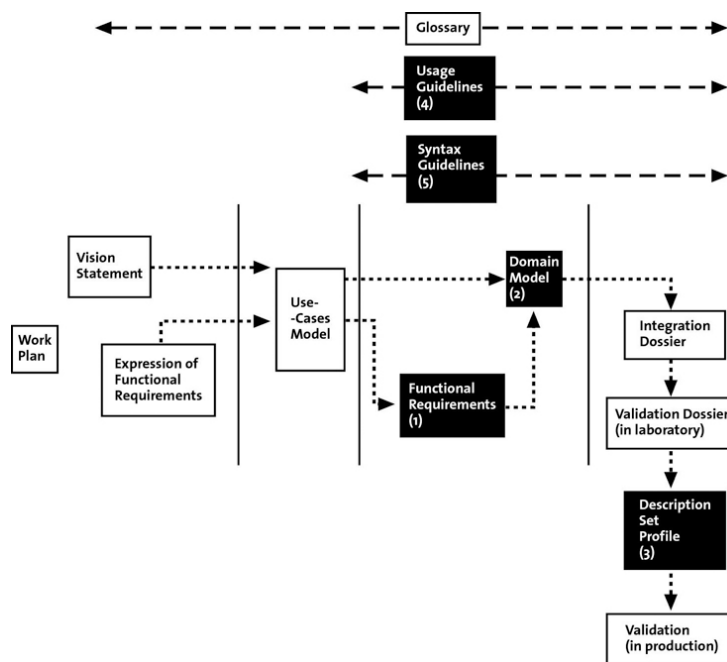 Glossary
Usage
Guidelines
(4)
Syntax
Guidelines
(5)
Vision
Statement
Work
Plan
Expression of
Functional
Requirements
Use-
-Cases
Model
Domain
Model
(2)
Functional
Requirements
(1)
Integration
Dossier
Validation Dossier
(in laboratory)
Description
Set
Profile
(3)
Validation
(in production)